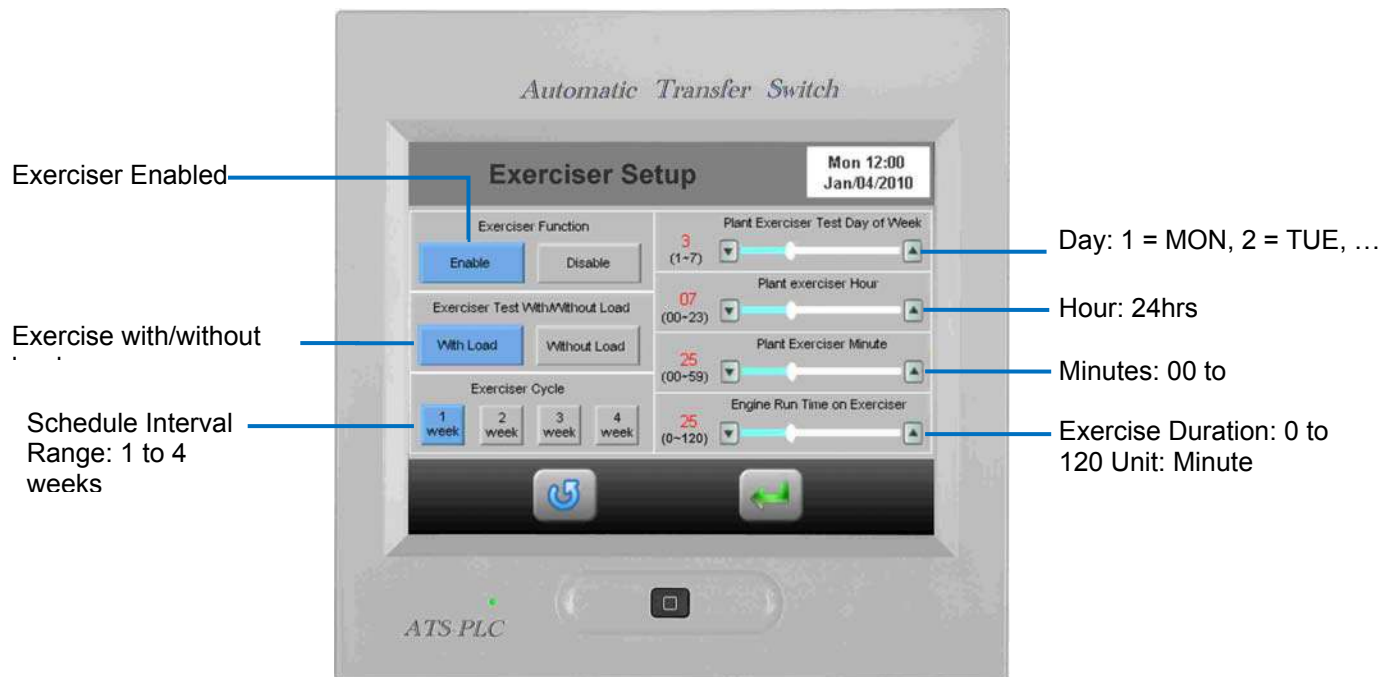 Automatic Transfer Switch
Exerciser Setup
Mon 12:00
Jan/04/2010
Exerciser Enabled
Exerciser Function
Enable
Disable
Exercise with/without
Exerciser Test With/Without Load
With Load
Without Load
Schedule Interval
Range: 1 to 4
weeks
Exerciser Cycle
1
week
2
week
3
week
4
week
Plant Exerciser Test Day of Week
3
(1~7)
Day: 1 = MON, 2 = TUE, …
Plant exerciser Hour
07
(00~23)
Hour: 24hrs
Plant Exerciser Minute
25
(00~59)
Minutes: 00 to
Engine Run Time on Exerciser
25
(0~120)
Exercise Duration: 0 to
120 Unit: Minute
ATS-PLC